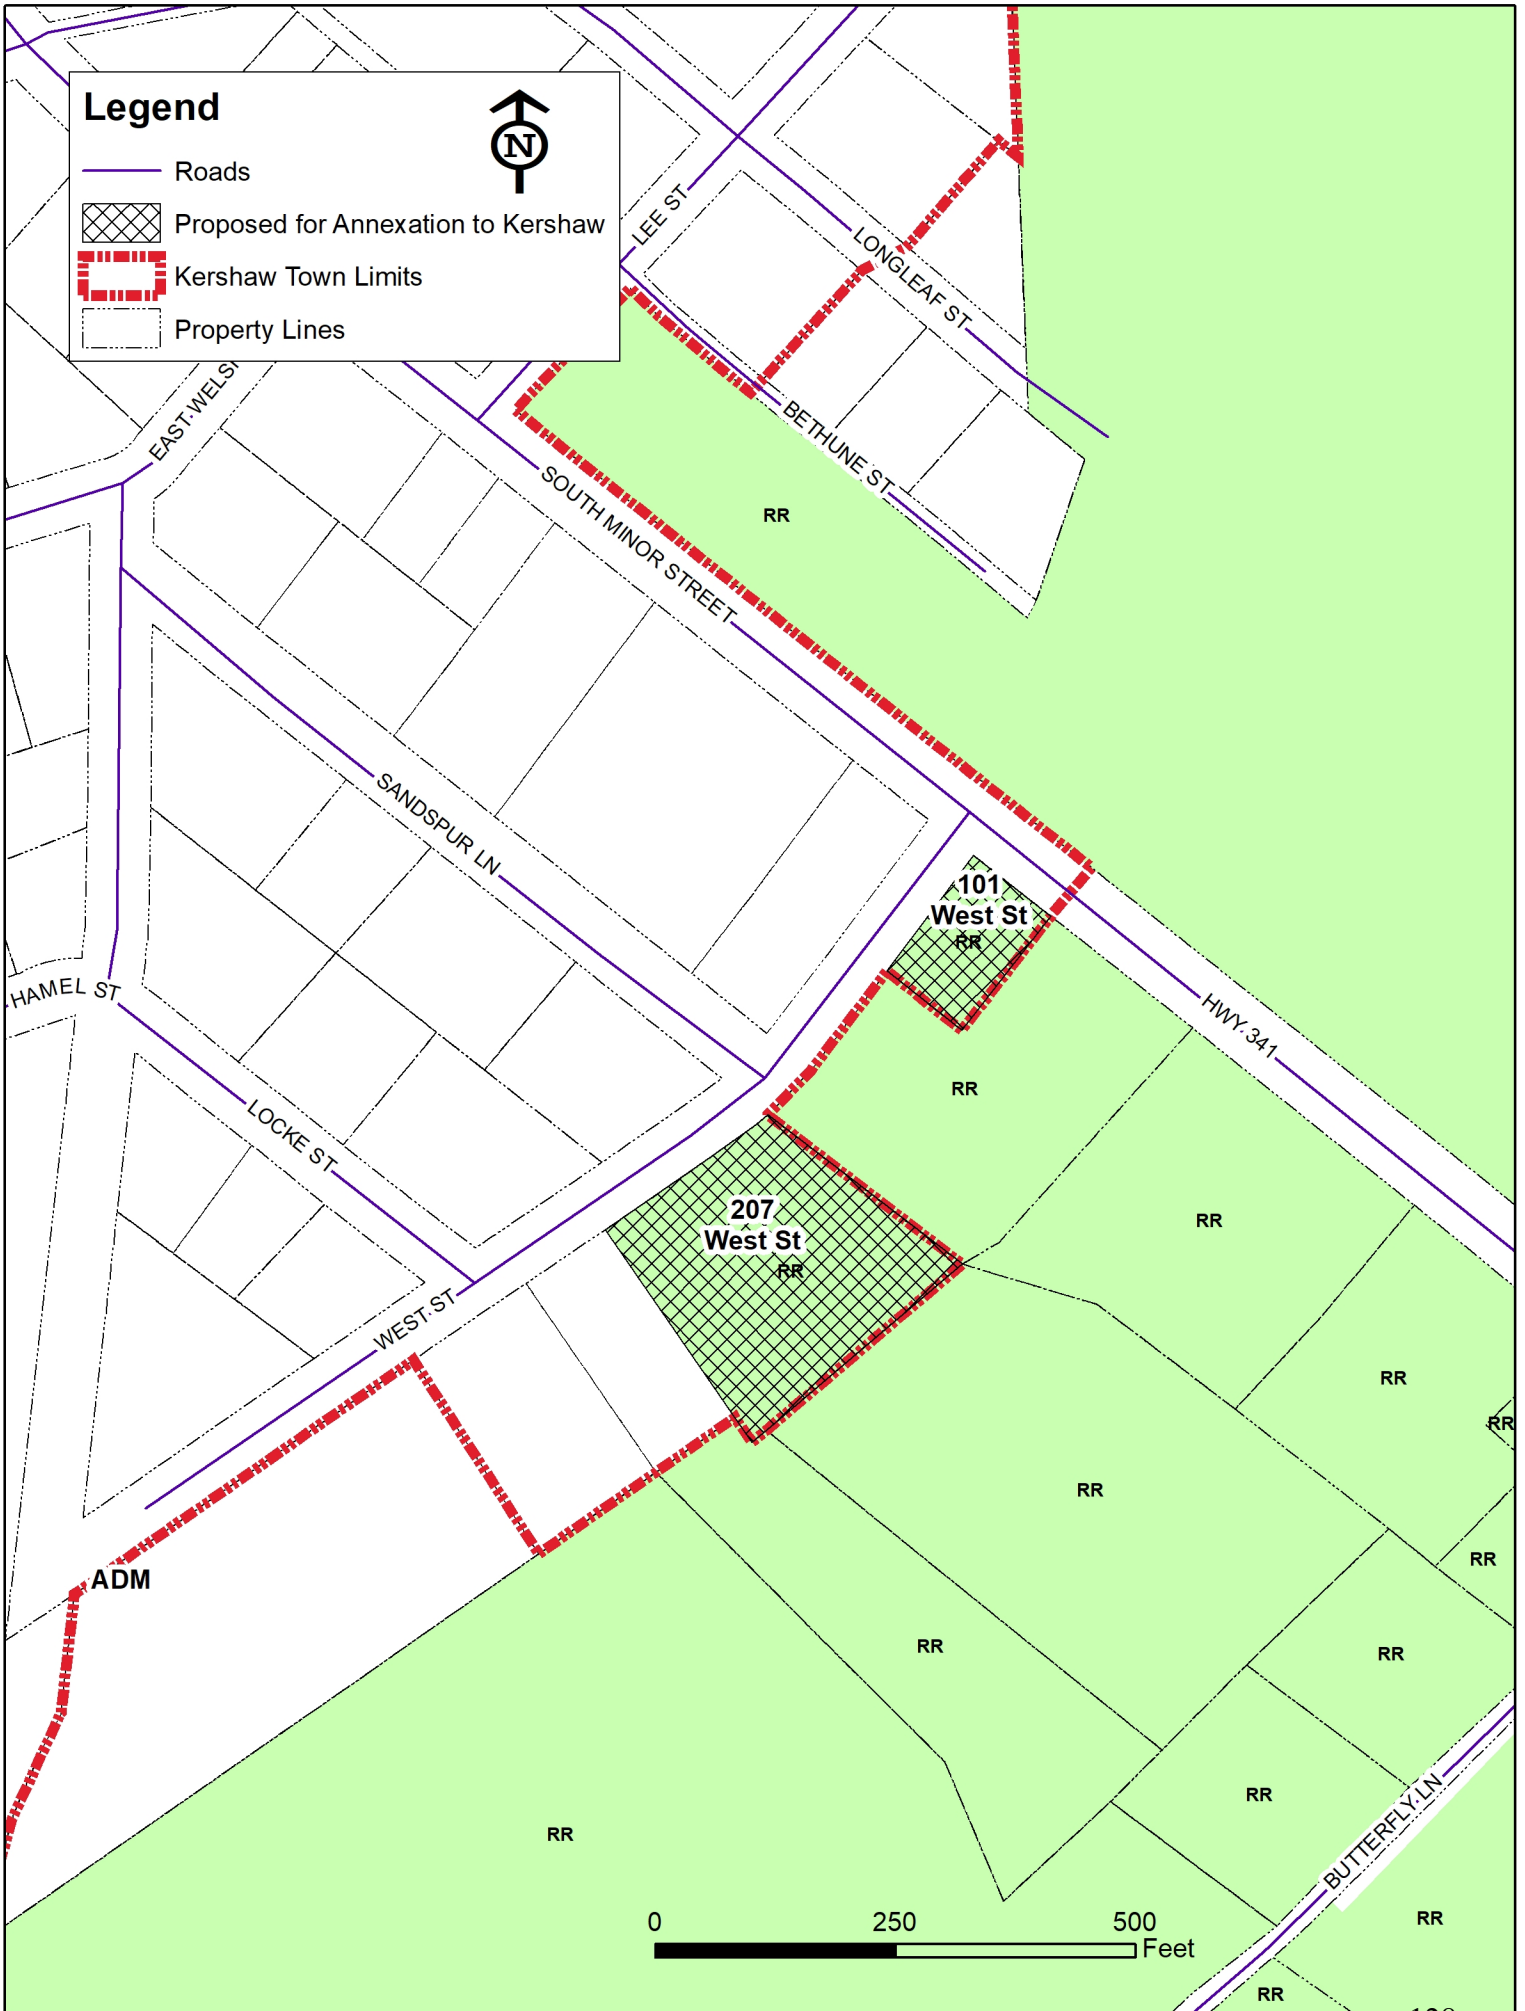 Legend
N
Roads
Proposed for Annexation to Kershaw
Kershaw Town Limits
Property Lines
LEE ST
LONGLEAF ST
BETHUNE ST
SOUTH MINOR STREET
RR
SANDSPUR LN
101
West St
RR
HAMEL ST
HWY 341
RR
LOCKE ST
207
West St
RR
RR
WEST ST
RR
RR
RR
RR
ADM
RR
RR
RR
BUTTERFLY LN
RR
RR
0 250 500
Feet
RR